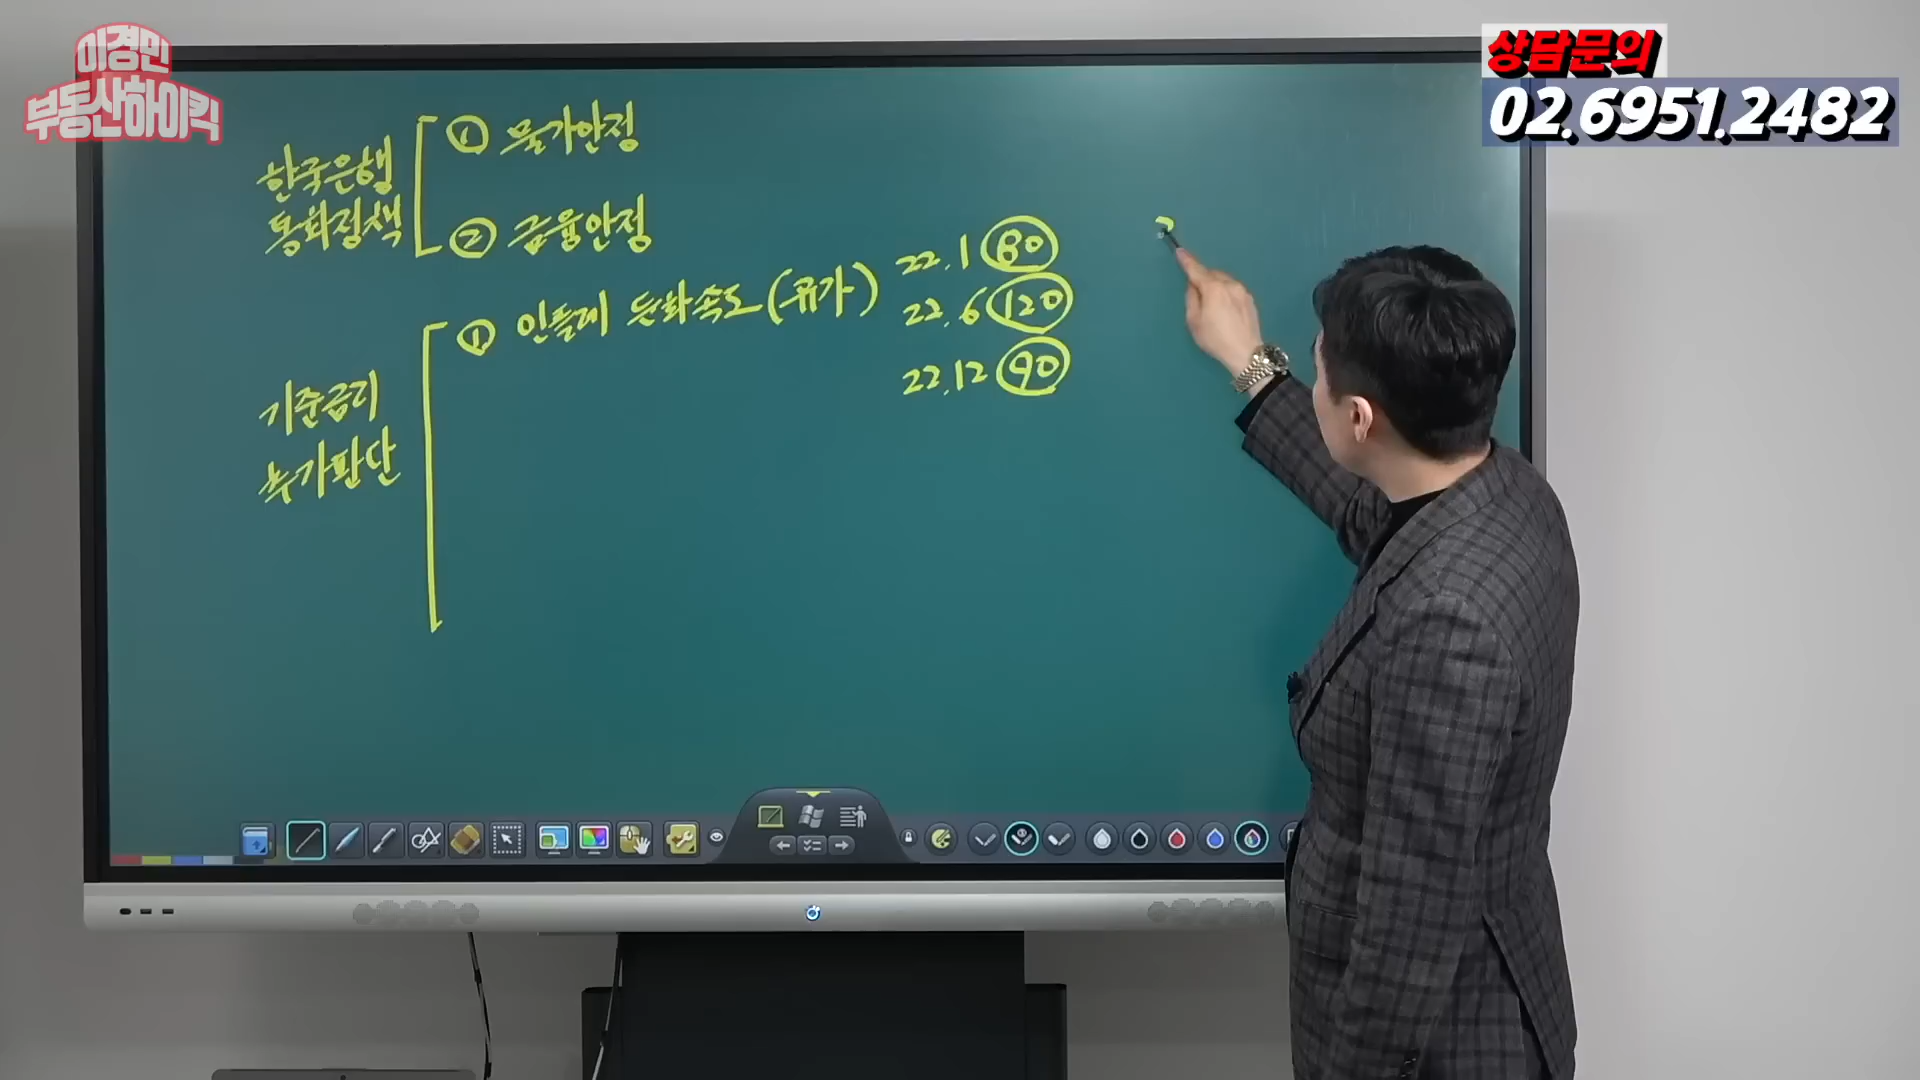 이경민
부동산하이킥
상담문의
02.6951.2482
한국은행
통화정책
① 물가안정
② 금융안정
기준금리
추가판단
① 인플레 둔화속도(유가)
22.1 80
22.6 120
22.12 90